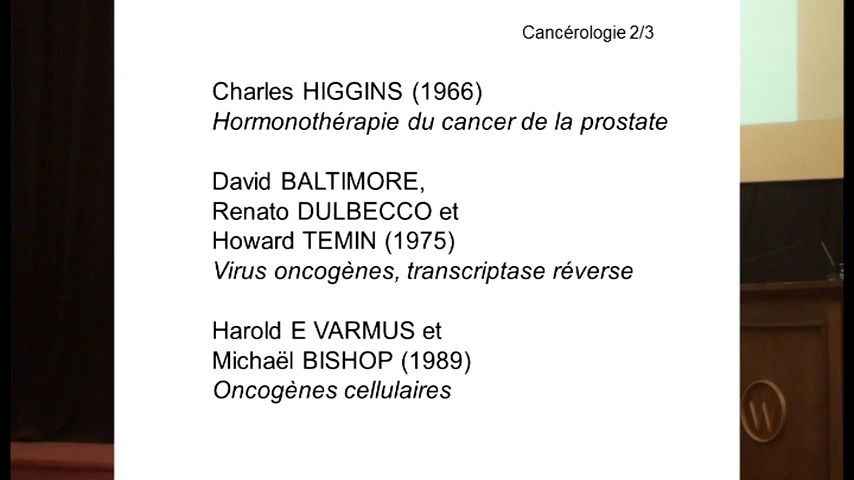 Cancérologie 2/3
Charles HIGGINS (1966)
Hormonothérapie du cancer de la prostate
David BALTIMORE,
Renato DULBECCO et
Howard TEMIN (1975)
Virus oncogènes, transcriptase réverse
Harold E VARMUS et
Michaël BISHOP (1989)
Oncogènes cellulaires
W